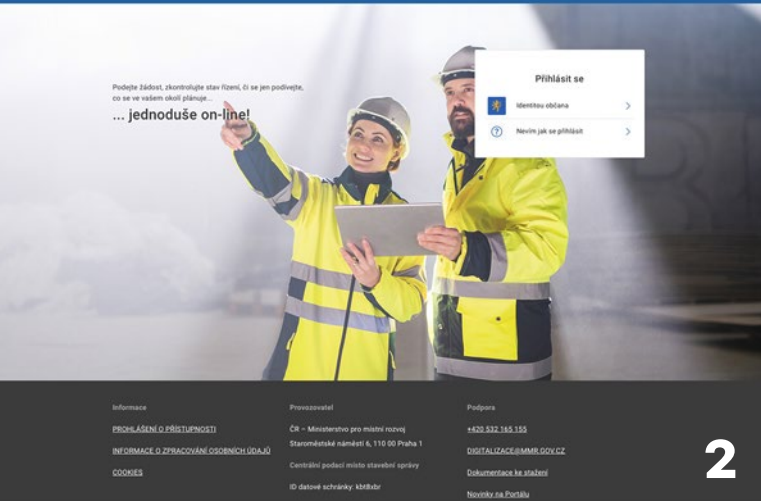 Podejte žádost, zkontrolujte stav řízení, či se jen podívejte,
co se ve vašem okolí plánuje...
... jednoduše on-line!
Přihlásit se
Identitou občana
Nevím jak se přihlásit
Informace
PROHLÁŠENÍ O PŘÍSTUPNOSTI
INFORMACE O ZPRACOVÁNÍ OSOBNÍCH ÚDAJŮ
COOKIES
Provozovatel
ČR – Ministerstvo pro místní rozvoj
Staroměstské náměstí 6, 110 00 Praha 1
Centrální podací místo stavební správy
ID datové schránky: kbt8xbr
Podpora
+420 532 165 155
DIGITALIZACE@MMR.GOV.CZ
Dokumentace ke stažení
Novinky na Portálu
2